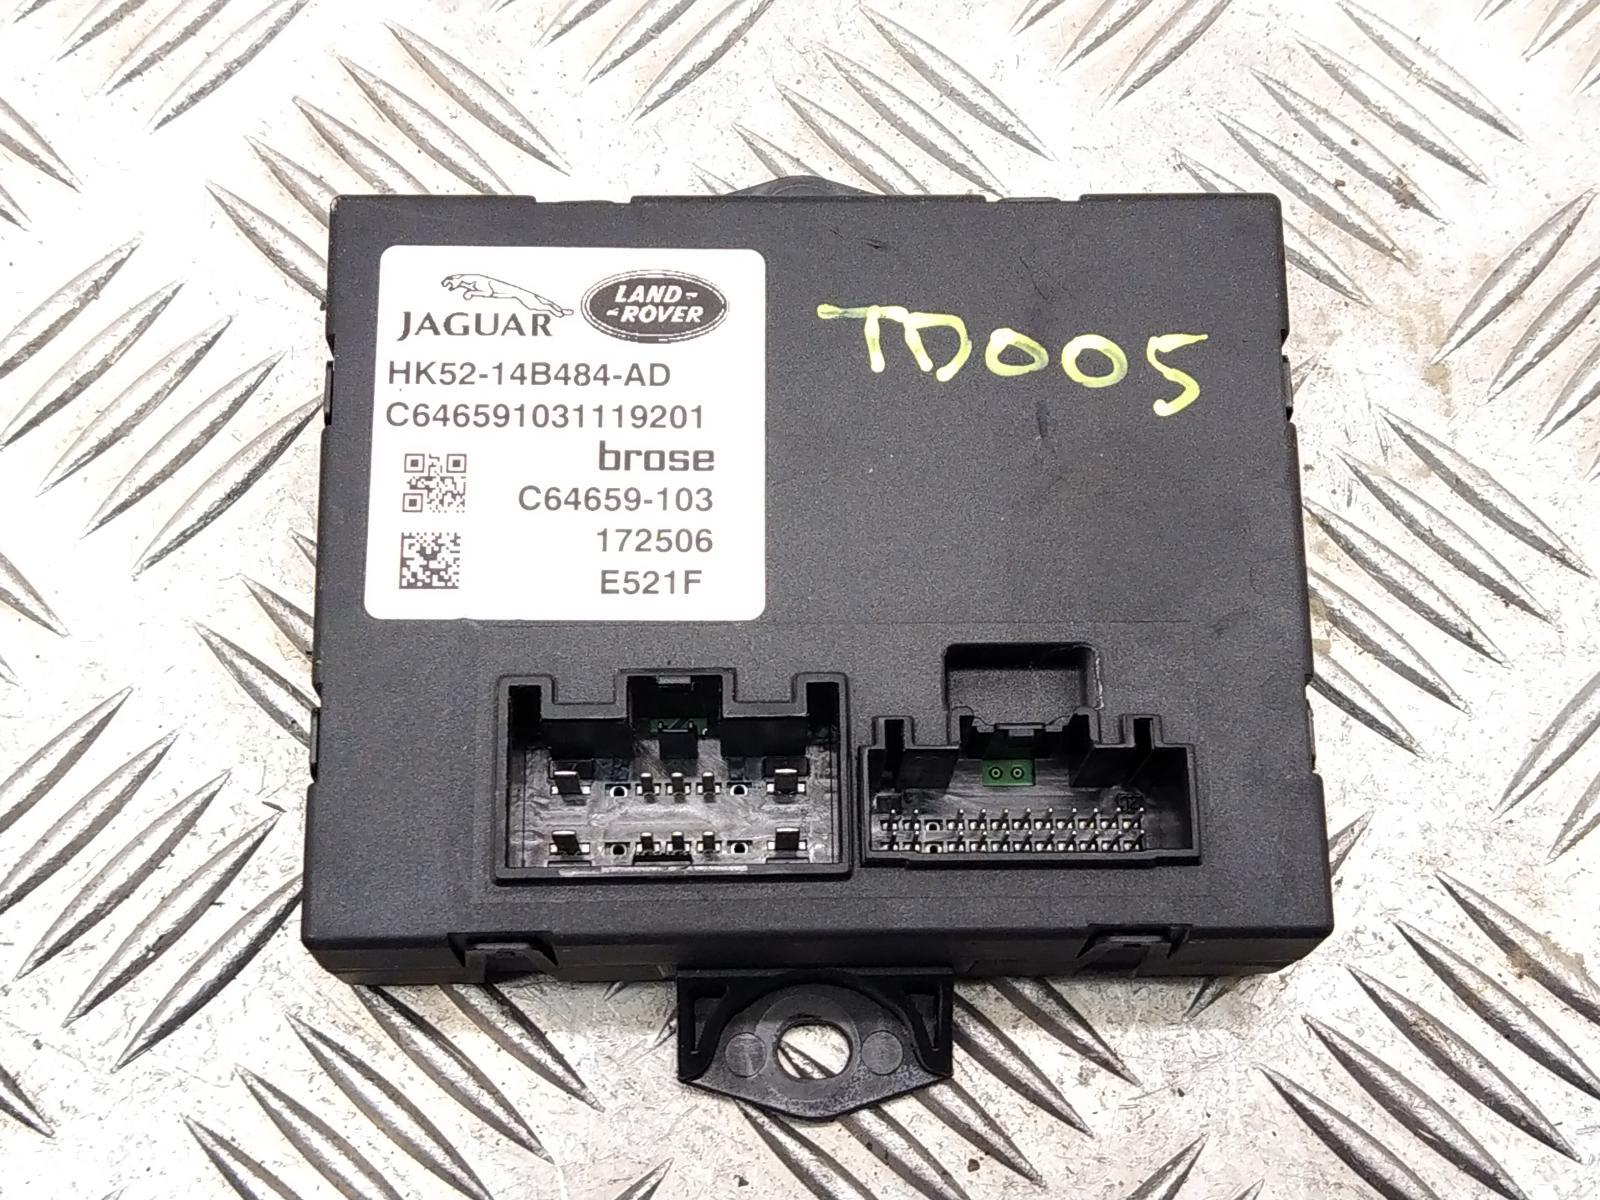 JAGUAR
LAND-
-ROVER
HK52-14B484-AD
C646591031119201
brose
C64659-103
172506
E521F
TD005